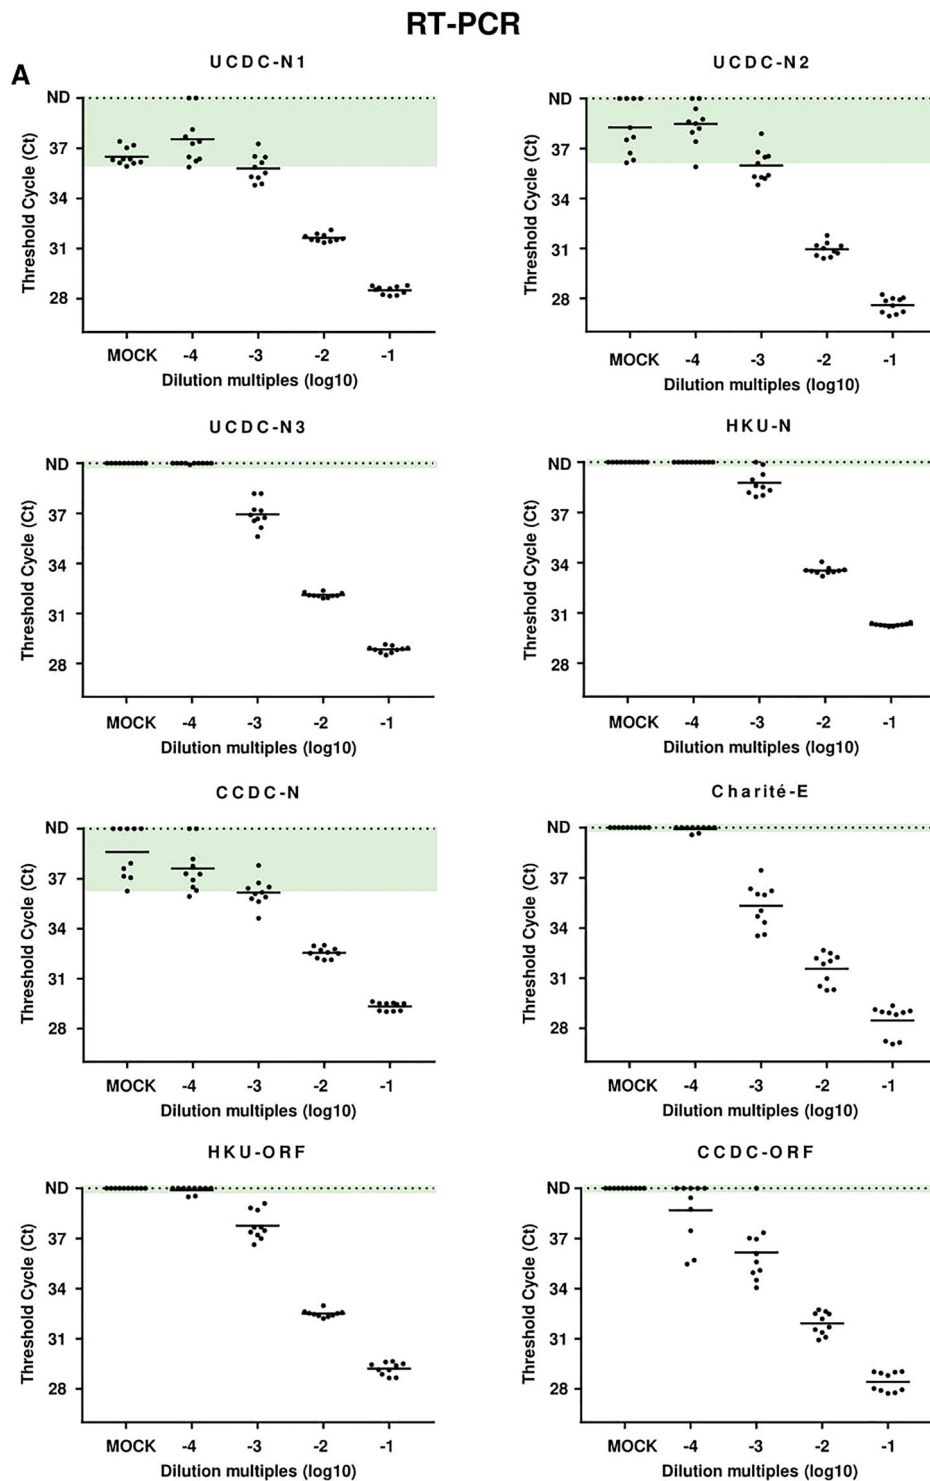 RT-PCR
A
UCDC-N1
Threshold Cycle (Ct)
ND
37
34
31
28
MOCK -4 -3 -2 -1
Dilution multiples (log10)
UCDC-N2
Threshold Cycle (Ct)
ND
37
34
31
28
MOCK -4 -3 -2 -1
Dilution multiples (log10)
UCDC-N3
Threshold Cycle (Ct)
ND
37
34
31
28
MOCK -4 -3 -2 -1
Dilution multiples (log10)
HKU-N
Threshold Cycle (Ct)
ND
37
34
31
28
MOCK -4 -3 -2 -1
Dilution multiples (log10)
CCDC-N
Threshold Cycle (Ct)
ND
37
34
31
28
MOCK -4 -3 -2 -1
Dilution multiples (log10)
Charité-E
Threshold Cycle (Ct)
ND
37
34
31
28
MOCK -4 -3 -2 -1
Dilution multiples (log10)
HKU-ORF
Threshold Cycle (Ct)
ND
37
34
31
28
MOCK -4 -3 -2 -1
Dilution multiples (log10)
CCDC-ORF
Threshold Cycle (Ct)
ND
37
34
31
28
MOCK -4 -3 -2 -1
Dilution multiples (log10)